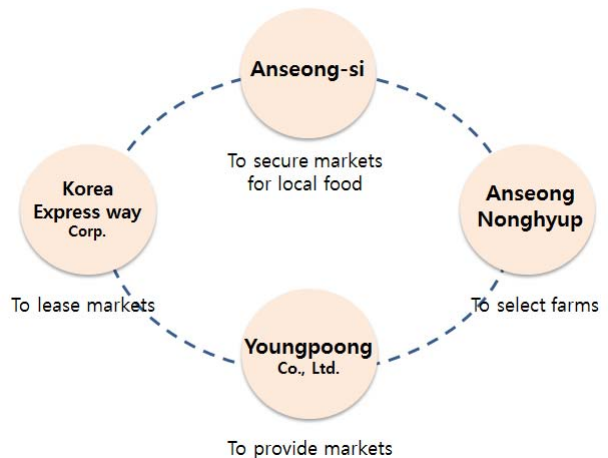 Anseong-si
To secure markets
for local food
Korea
Express way
Corp.
To lease markets
Anseong
Nonghyup
To select farms
Youngpoong
Co., Ltd.
To provide markets